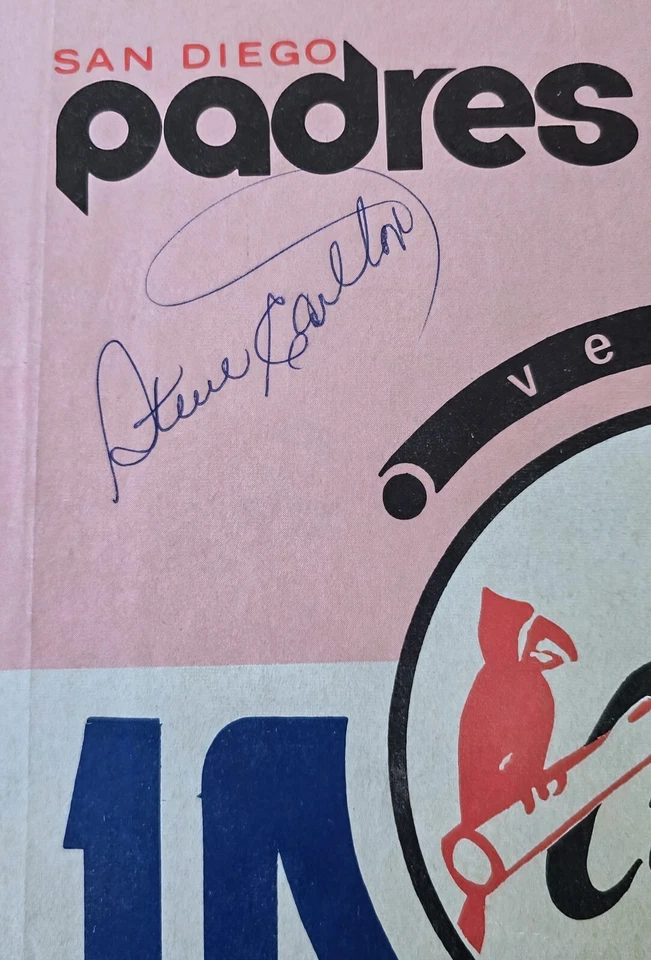 SAN DIEGO
padres
Steve Carlton
ve